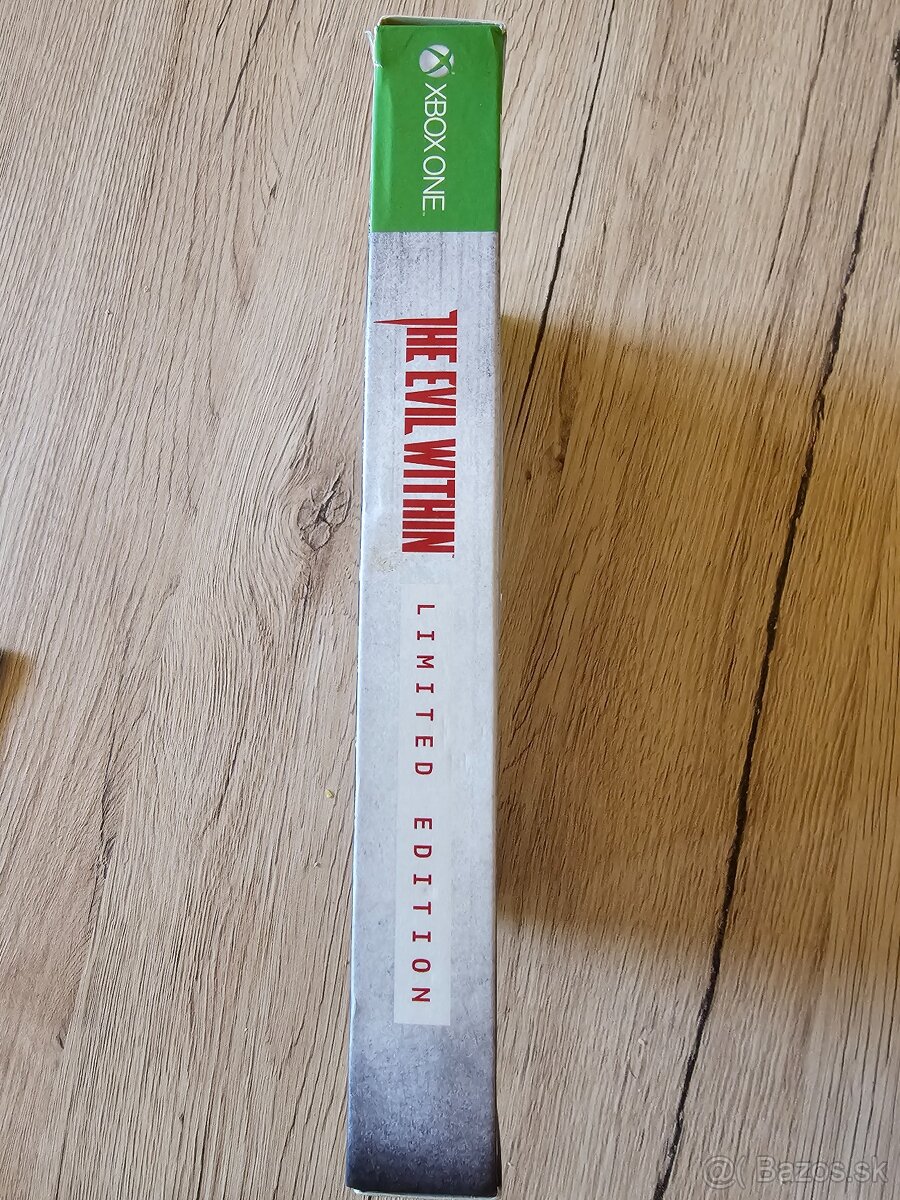 XBOX ONE
THE EVIL WITHIN
LIMITED EDITION
@ Bazos.sk